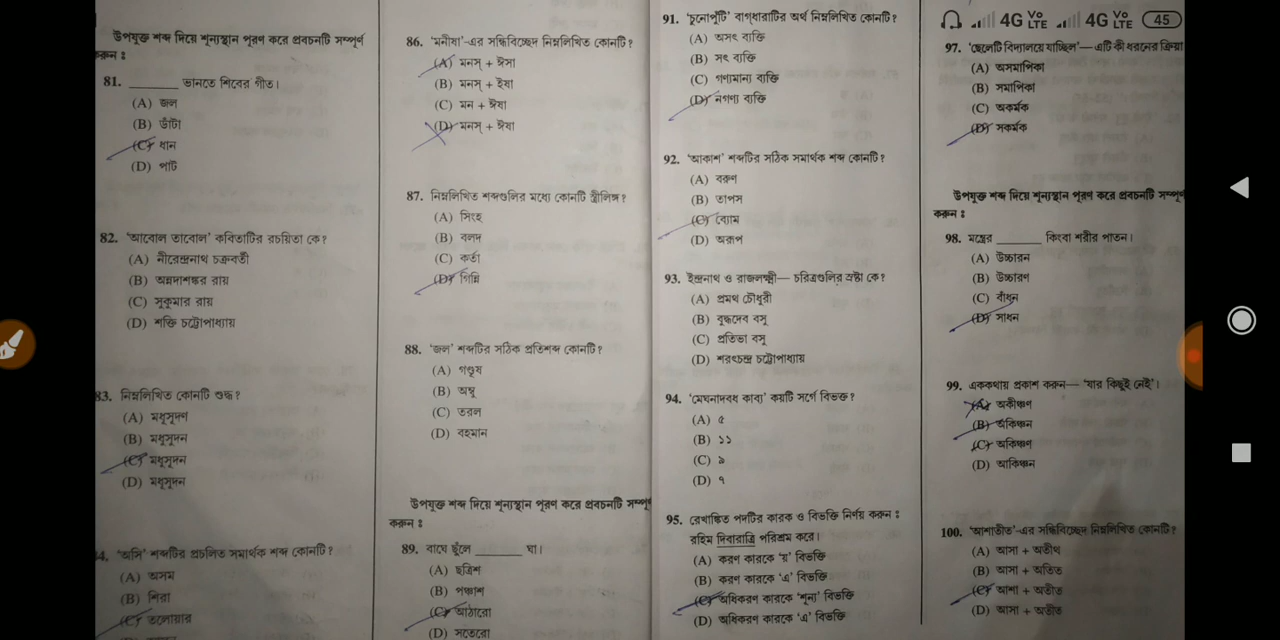 উপযুক্ত শব্দ দিয়ে শূন্যস্থান পূরণ করে প্রবচনটি সম্পূর্ণ
করুন :
81. ______ ভানতে শিবের গীত।
(A) জল
(B) ডাঁটা
(C) ধান
(D) পাট
82. 'আবোল তাবোল' কবিতাটির রচয়িতা কে?
(A) নীরেন্দ্রনাথ চক্রবর্তী
(B) অন্নদাশঙ্কর রায়
(C) সুকুমার রায়
(D) শক্তি চট্টোপাধ্যায়
83. নিম্নলিখিত কোনটি শুদ্ধ?
(A) মধূসূদণ
(B) মধুসূদন
(C) মধুসূদন
(D) মধূসূদন
4. 'অসি' শব্দটির প্রচলিত সমার্থক শব্দ কোনটি?
(A) অসম
(B) শিরা
(C) তলোয়ার
86. 'মনীষা'-এর সন্ধিবিচ্ছেদ নিম্নলিখিত কোনটি?
(A) মনস্ + ঈসা
(B) মনস্ + ইষা
(C) মন + ঈষা
(D) মনস্ + ঈষা
87. নিম্নলিখিত শব্দগুলির মধ্যে কোনটি স্ত্রীলিঙ্গ?
(A) সিংহ
(B) বলদ
(C) কর্তা
(D) গিন্নি
88. 'জল' শব্দটির সঠিক প্রতিশব্দ কোনটি?
(A) গণ্ডূষ
(B) অম্বু
(C) তরল
(D) বহমান
উপযুক্ত শব্দ দিয়ে শূন্যস্থান পূরণ করে প্রবচনটি সম্পূ
করুন :
89. বাঘে ছুঁলে ______ ঘা।
(A) ছত্রিশ
(B) পঞ্চাশ
(C) আঠারো
(D) সতেরো
91. 'চুনোপুঁটি' বাগ্‌ধারাটির অর্থ নিম্নলিখিত কোনটি?
(A) অসৎ ব্যক্তি
(B) সৎ ব্যক্তি
(C) গণ্যমান্য ব্যক্তি
(D) নগণ্য ব্যক্তি
92. 'আকাশ' শব্দটির সঠিক সমার্থক শব্দ কোনটি?
(A) বরুণ
(B) তাপস
(C) ব্যোম
(D) অরূপ
93. ইন্দ্রনাথ ও রাজলক্ষ্মী— চরিত্রগুলির স্রষ্টা কে?
(A) প্রমথ চৌধুরী
(B) বুদ্ধদেব বসু
(C) প্রতিভা বসু
(D) শরৎচন্দ্র চট্টোপাধ্যায়
94. 'মেঘনাদবধ কাব্য' কয়টি সর্গে বিভক্ত?
(A) ৫
(B) ১১
(C) ৯
(D) ৭
95. রেখাঙ্কিত পদটির কারক ও বিভক্তি নির্ণয় করুন :
রহিম দিবারাত্রি পরিশ্রম করে।
(A) করণ কারকে 'য়' বিভক্তি
(B) করণ কারকে 'এ' বিভক্তি
(C) অধিকরণ কারকে 'শূন্য' বিভক্তি
(D) অধিকরণ কারকে 'এ' বিভক্তি
4G Vo LTE 4G Vo LTE 45
97. 'ছেলেটি বিদ্যালয়ে যাচ্ছিল'— এটি কী ধরনের ক্রিয়া
(A) অসমাপিকা
(B) সমাপিকা
(C) অকর্মক
(D) সকর্মক
উপযুক্ত শব্দ দিয়ে শূন্যস্থান পূরণ করে প্রবচনটি সম্পূ
করুন :
98. মন্ত্রের ______ কিংবা শরীর পাতন।
(A) উচ্চারন
(B) উচ্চারণ
(C) বাঁধুন
(D) সাধন
99. এককথায় প্রকাশ করুন— 'যার কিছুই নেই'।
(A) অকীঞ্চণ
(B) অকিঞ্চন
(C) অকিঞ্চণ
(D) আকিঞ্চন
100. 'আশাতীত'-এর সন্ধিবিচ্ছেদ নিম্নলিখিত কোনটি?
(A) আসা + অতীথ
(B) আসা + অতিত
(C) আশা + অতীত
(D) আসা + অতীত